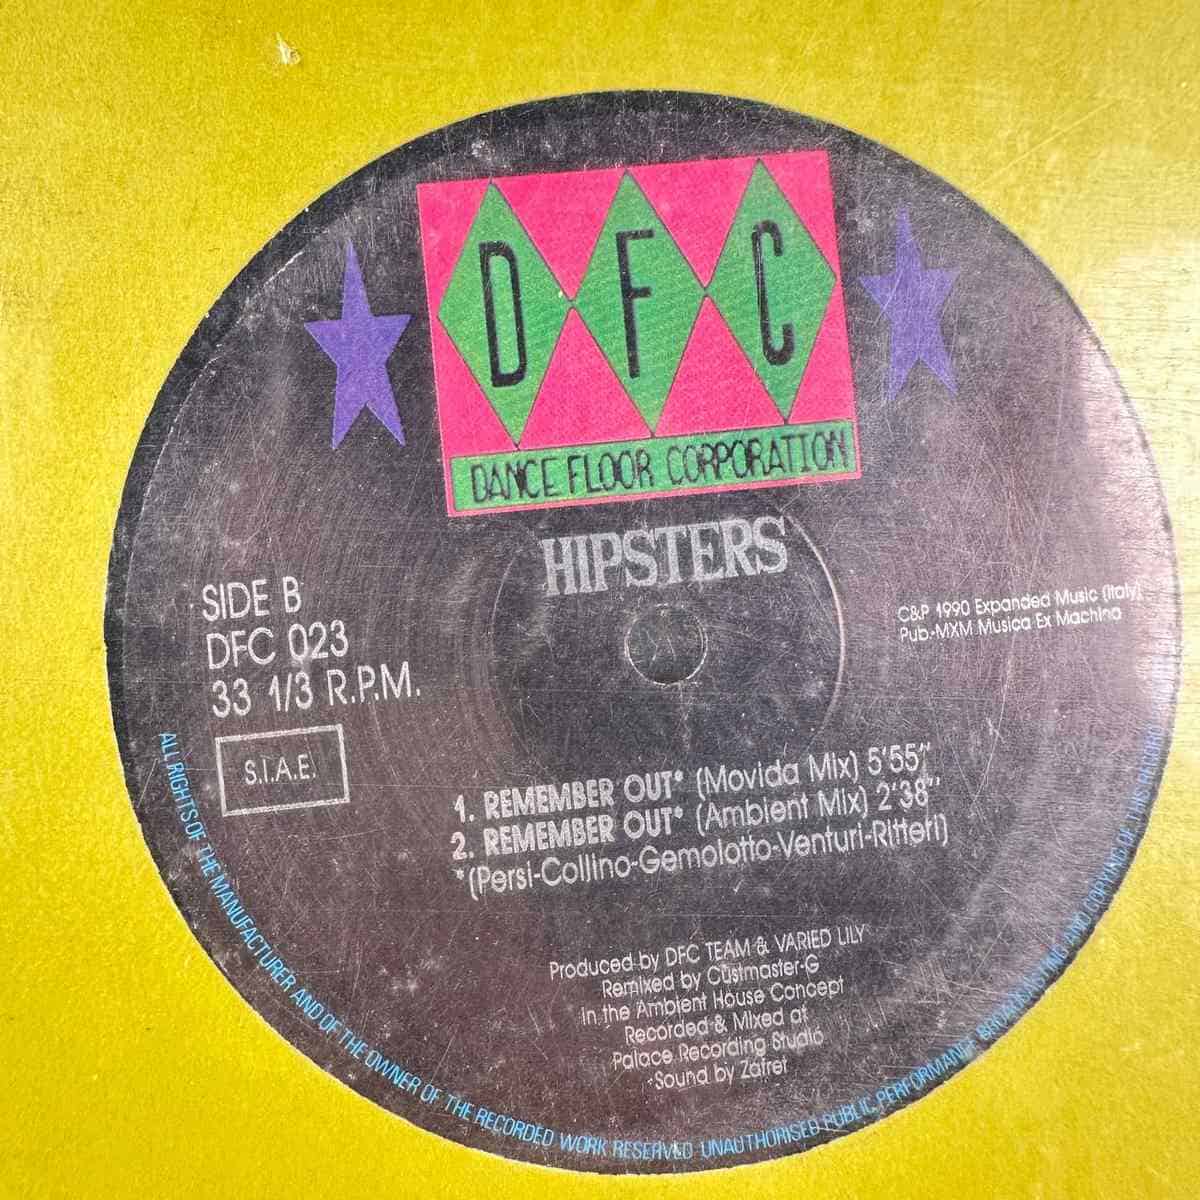 D F C
DANCE FLOOR CORPORATION
HIPSTERS
SIDE B
DFC 023
33 1/3 R.P.M.
S.I.A.E.
C&P 1990 Expanded Music (Italy)
Pub.-MXM Musica Ex Machina
1. REMEMBER OUT* (Movida Mix) 5'55"
2. REMEMBER OUT* (Ambient Mix) 2'38"
*(Persi-Collino-Gemolotto-Venturi-Ritteri)
Produced by DFC TEAM & VARIED LILY
Remixed by Custmaster-G
in the Ambient House Concept
Recorded & Mixed at
Palace Recording Studio
Sound by Zafret
ALL RIGHTS OF THE MANUFACTURER AND OF THE OWNER OF THE RECORDED WORK RESERVED UNAUTHORISED PUBLIC PERFORMANCE BROADCASTING AND COPYING OF THIS RECORD